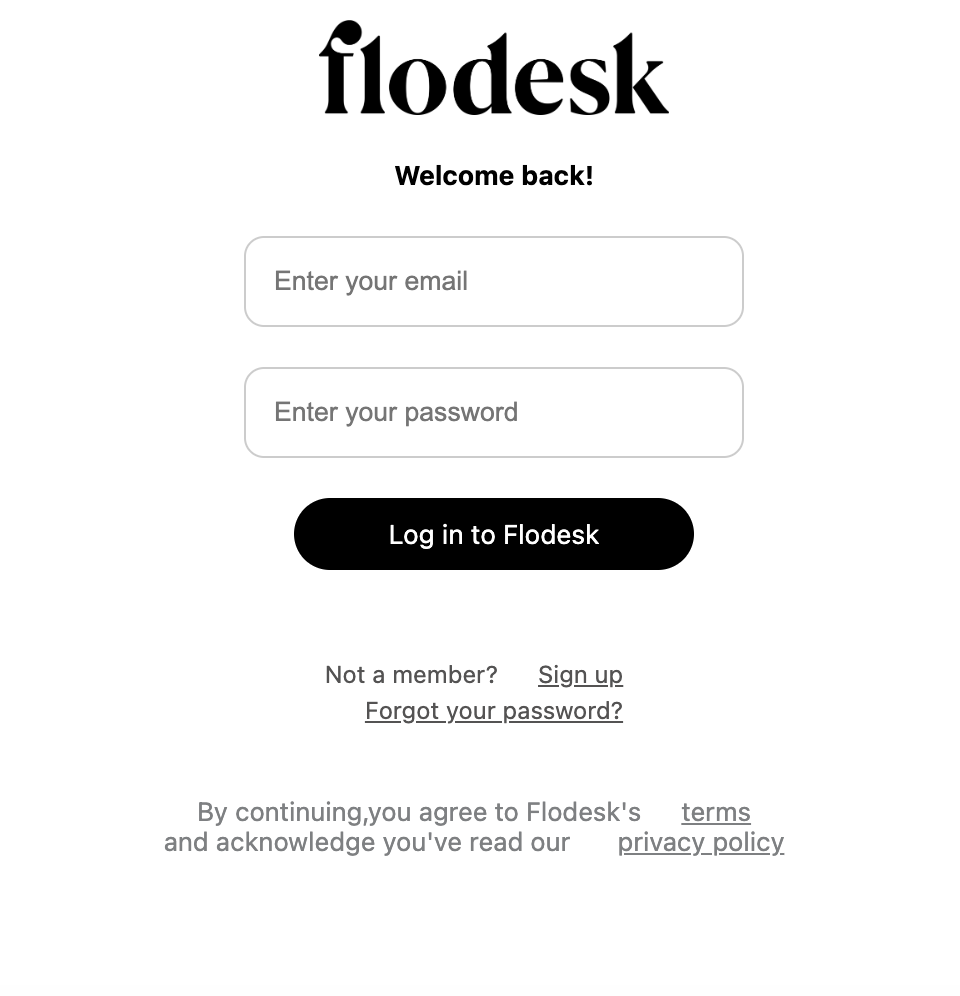 flodesk
Welcome back!
Enter your email
Enter your password
Log in to Flodesk
Not a member? Sign up
Forgot your password?
By continuing,you agree to Flodesk's terms
and acknowledge you've read our privacy policy